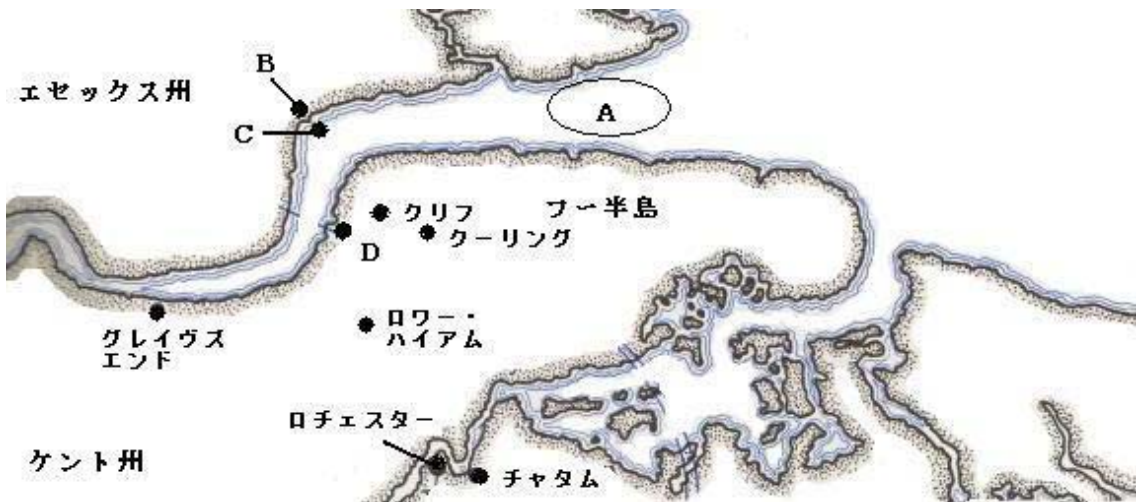 B
エセックス州
A
C
クリフ
フー半島
クーリング
D
グレイヴズ
エンド
ロワー・
ハイアム
ロチェスター
ケント州
チャタム